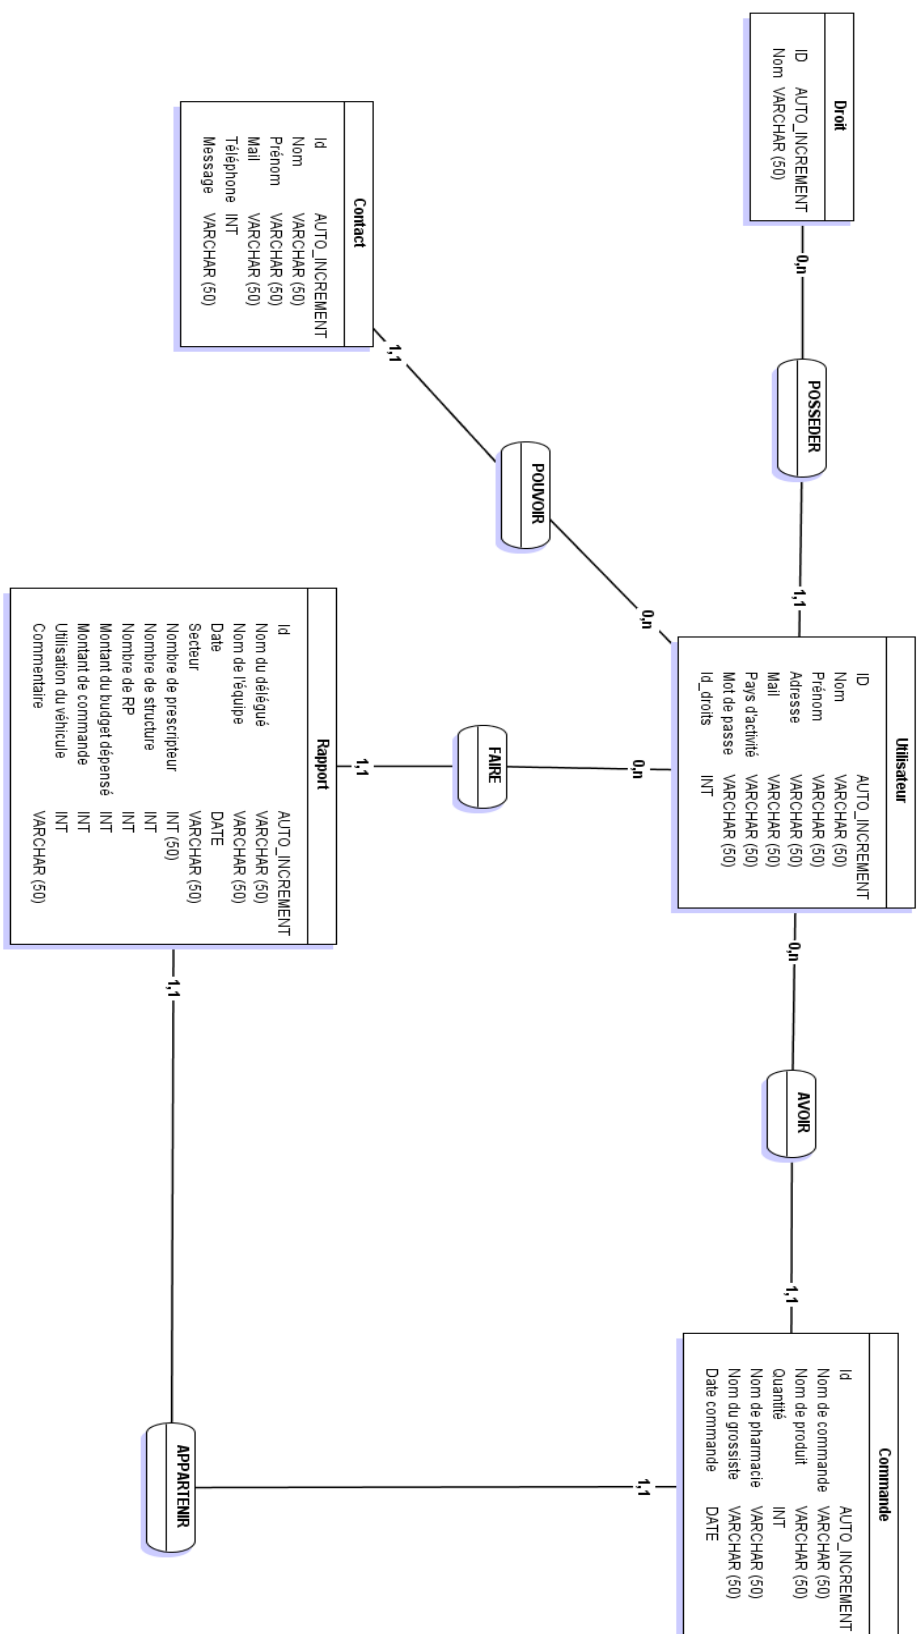 Droit
ID AUTO_INCREMENT
Nom VARCHAR (50)
0,n
POSSEDER
1,1
Utilisateur
ID AUTO_INCREMENT
Nom VARCHAR (50)
Prénom VARCHAR (50)
Adresse VARCHAR (50)
Mail VARCHAR (50)
Pays d'activité VARCHAR (50)
Mot de passe VARCHAR (50)
Id_droits INT
0,n
AVOIR
1,1
Commande
Id AUTO_INCREMENT
Nom de commande VARCHAR (50)
Nom de produit VARCHAR (50)
Quantité INT
Nom de pharmacie VARCHAR (50)
Nom du grossiste VARCHAR (50)
Date commande DATE
Contact
Id AUTO_INCREMENT
Nom VARCHAR (50)
Prénom VARCHAR (50)
Mail VARCHAR (50)
Téléphone INT
Message VARCHAR (50)
1,1
POUVOIR
0,n
0,n
FAIRE
1,1
Rapport
Id AUTO_INCREMENT
Nom du délégué VARCHAR (50)
Nom de l'équipe VARCHAR (50)
Date DATE
Secteur VARCHAR (50)
Nombre de prescripteur INT (50)
Nombre de structure INT
Nombre de RP INT
Montant du budget dépensé INT
Montant de commande INT
Utilisation du véhicule INT
Commentaire VARCHAR (50)
1,1
APPARTENIR
1,1